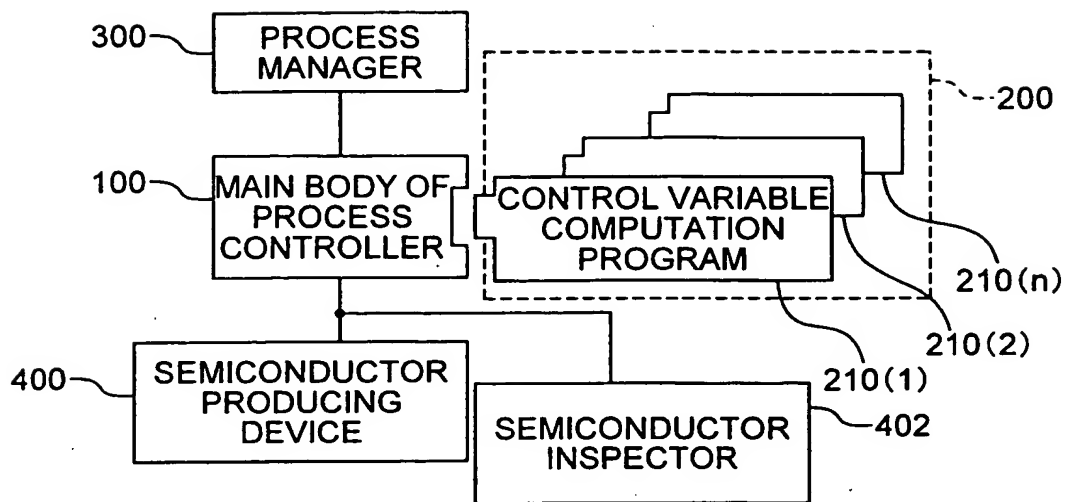 300
PROCESS
MANAGER
200
100
MAIN BODY OF
PROCESS
CONTROLLER
CONTROL VARIABLE
COMPUTATION
PROGRAM
210(n)
210(2)
210(1)
400
SEMICONDUCTOR
PRODUCING
DEVICE
SEMICONDUCTOR
INSPECTOR
402